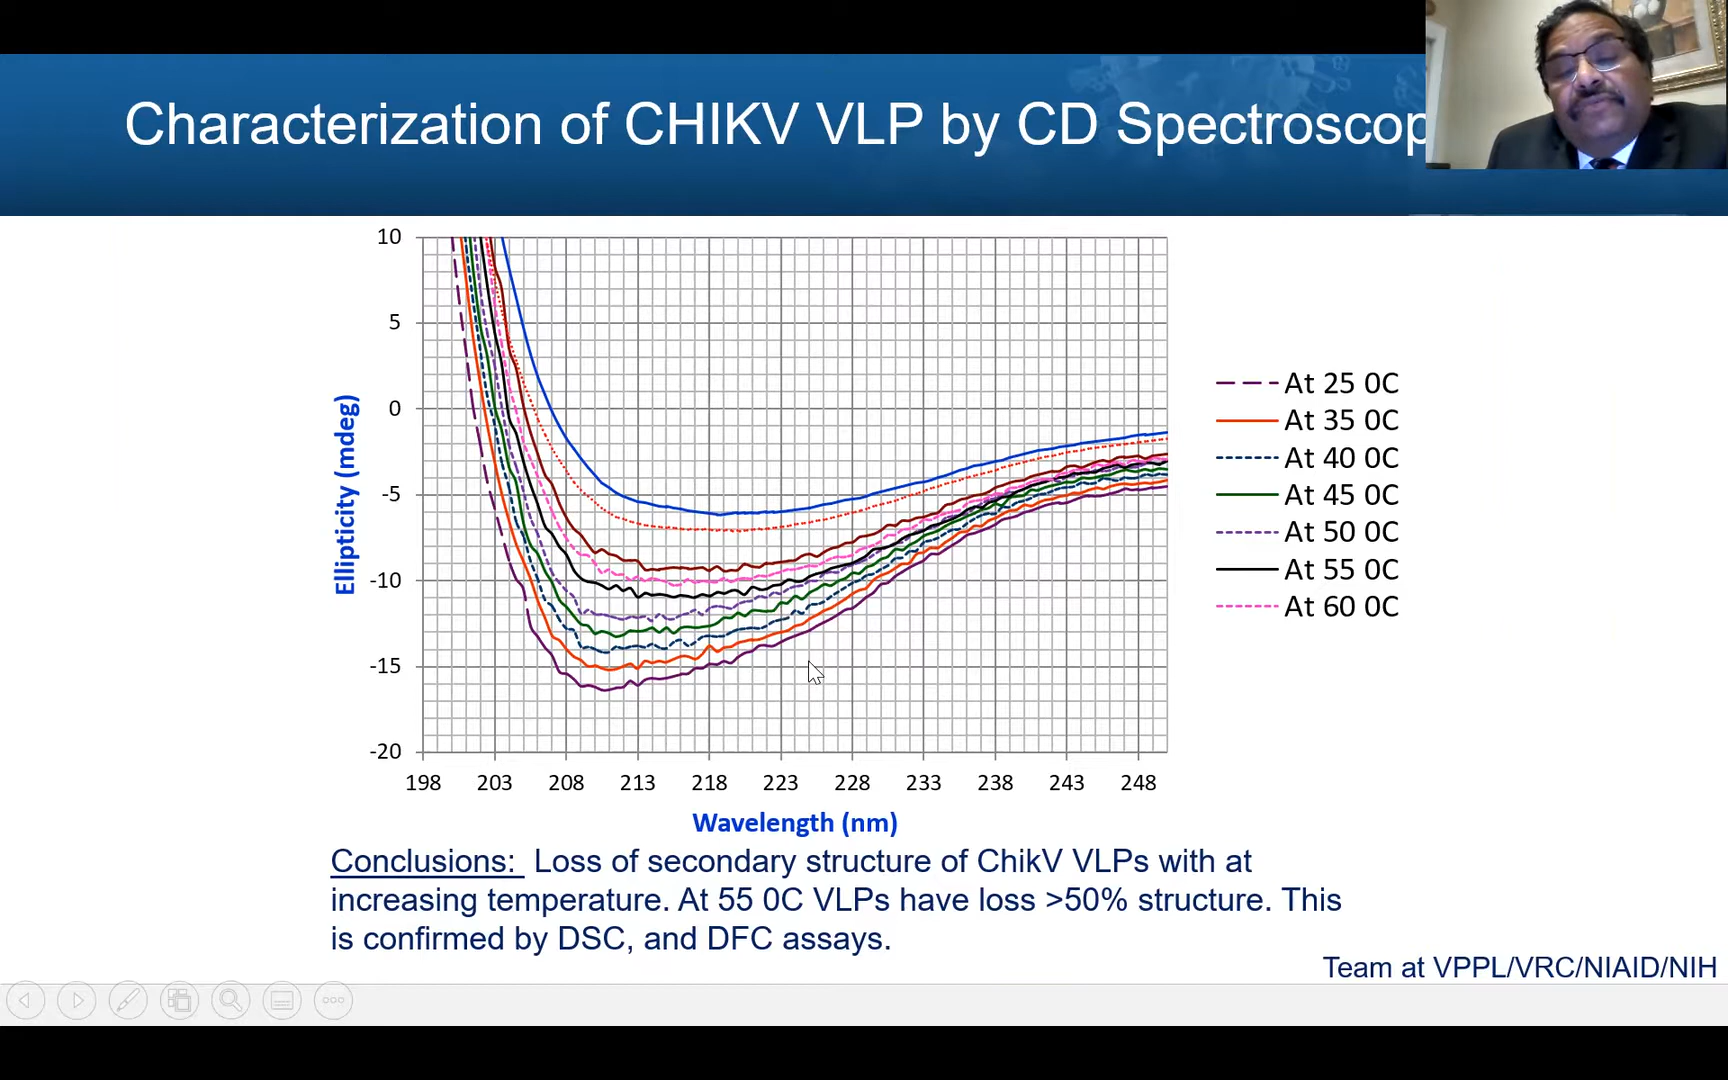 Characterization of CHIKV VLP by CD Spectroscop
10
5
0
-5
-10
-15
-20
Ellipticity (mdeg)
198 203 208 213 218 223 228 233 238 243 248
Wavelength (nm)
At 25 0C
At 35 0C
At 40 0C
At 45 0C
At 50 0C
At 55 0C
At 60 0C
Conclusions: Loss of secondary structure of ChikV VLPs with at
increasing temperature. At 55 0C VLPs have loss >50% structure. This
is confirmed by DSC, and DFC assays.
Team at VPPL/VRC/NIAID/NIH